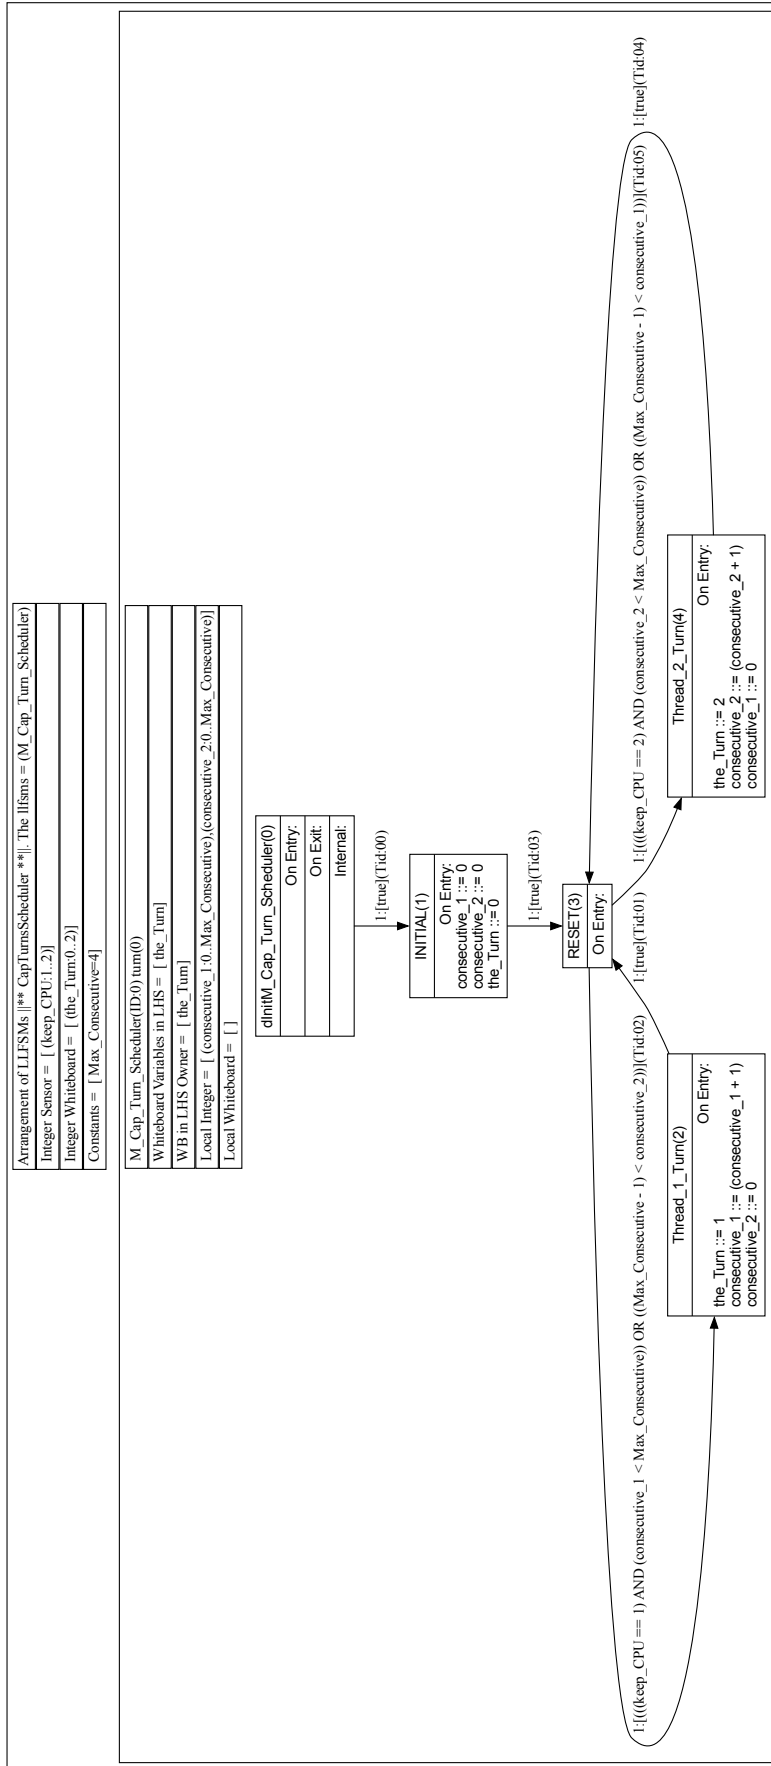 Arrangement of LLFSMs ||** CapTurnsScheduler **||. The llfsms = (M_Cap_Turn_Scheduler)
Integer Sensor = [ (keep_CPU:1..2)]
Integer Whiteboard = [ (the_Turn:0..2)]
Constants = [ Max_Consecutive=4]
M_Cap_Turn_Scheduler(ID:0) turn(0)
Whiteboard Variables in LHS = [ the_Turn]
WB in LHS Owner = [ the_Turn]
Local Integer = [ (consecutive_1:0..Max_Consecutive),(consecutive_2:0..Max_Consecutive)]
Local Whiteboard = [ ]
dInitM_Cap_Turn_Scheduler(0)
On Entry:
On Exit:
Internal:
1:[true](Tid:00)
INITIAL(1)
On Entry:
consecutive_1 ::= 0
consecutive_2 ::= 0
the_Turn ::= 0
1:[true](Tid:03)
RESET(3)
On Entry:
1:[(((keep_CPU == 1) AND (consecutive_1 < Max_Consecutive)) OR ((Max_Consecutive - 1) < consecutive_2))](Tid:02)
1:[true](Tid:01)
1:[(((keep_CPU == 2) AND (consecutive_2 < Max_Consecutive)) OR ((Max_Consecutive - 1) < consecutive_1))](Tid:05)
1:[true](Tid:04)
Thread_1_Turn(2)
On Entry:
the_Turn ::= 1
consecutive_1 ::= (consecutive_1 + 1)
consecutive_2 ::= 0
Thread_2_Turn(4)
On Entry:
the_Turn ::= 2
consecutive_2 ::= (consecutive_2 + 1)
consecutive_1 ::= 0